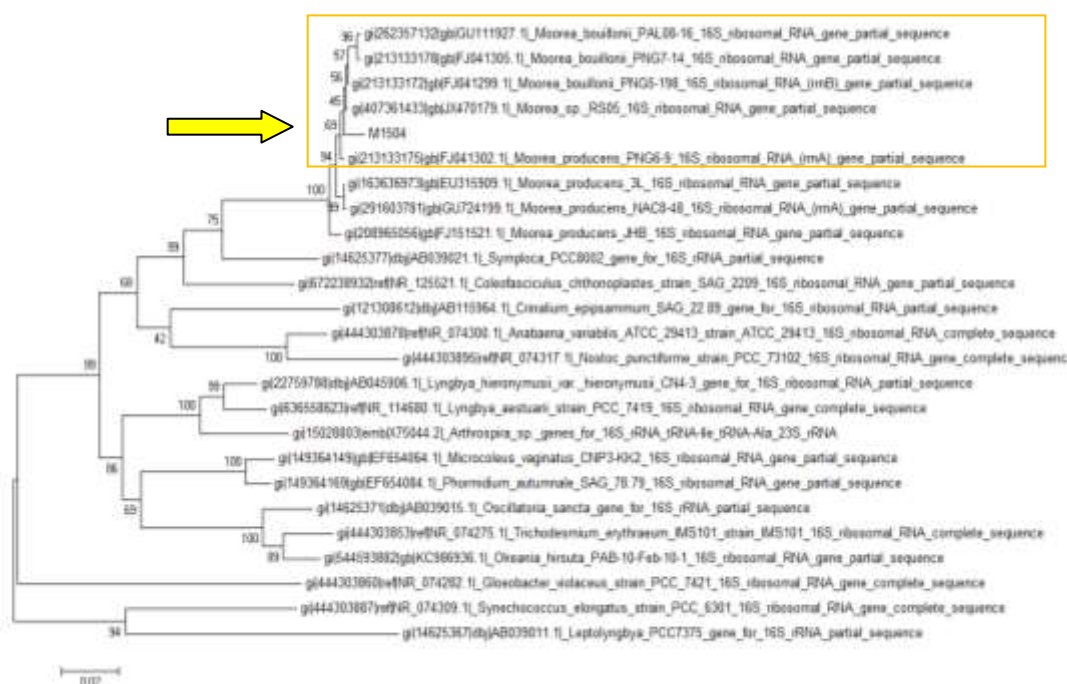 gi|262357132|gb|GU111927.1|_Moorea_bouillonii_PAL08-16_16S_ribosomal_RNA_gene_partial_sequence
96
gi|213133178|gb|FJ041305.1|_Moorea_bouillonii_PNG7-14_16S_ribosomal_RNA_gene_partial_sequence
57
gi|213133172|gb|FJ041299.1|_Moorea_bouillonii_PNG5-198_16S_ribosomal_RNA_(rrnB)_gene_partial_sequence
56
gi|407361433|gb|JX470179.1|_Moorea_sp._RS05_16S_ribosomal_RNA_gene_partial_sequence
45
M1504
69
gi|213133175|gb|FJ041302.1|_Moorea_producens_PNG6-9_16S_ribosomal_RNA_(rrnA)_gene_partial_sequence
94
gi|163636973|gb|EU315909.1|_Moorea_producens_3L_16S_ribosomal_RNA_gene_partial_sequence
100
gi|291603781|gb|GU724199.1|_Moorea_producens_NAC8-48_16S_ribosomal_RNA_(rrnA)_gene_partial_sequence
gi|208965056|gb|FJ151521.1|_Moorea_producens_JHB_16S_ribosomal_RNA_gene_partial_sequence
75
gi|14625377|dbj|AB039021.1|_Symploca_PCC8002_gene_for_16S_rRNA_partial_sequence
99
gi|672238932|ref|NR_125521.1|_Coleofasciculus_chthonoplastes_strain_SAG_2209_16S_ribosomal_RNA_gene_partial_sequence
68
gi|121308612|dbj|AB115964.1|_Crinalium_epipsammum_SAG_22.89_gene_for_16S_ribosomal_RNA_partial_sequence
42
gi|444303878|ref|NR_074300.1|_Anabaena_variabilis_ATCC_29413_strain_ATCC_29413_16S_ribosomal_RNA_complete_sequence
100
gi|444303895|ref|NR_074317.1|_Nostoc_punctiforme_strain_PCC_73102_16S_ribosomal_RNA_gene_complete_sequenc
99
gi|22759788|dbj|AB045906.1|_Lyngbya_hieronymusii_var._hieronymusii_CN4-3_gene_for_16S_ribosomal_RNA_partial_sequence
99
100
gi|636558623|ref|NR_114680.1|_Lyngbya_aestuarii_strain_PCC_7419_16S_ribosomal_RNA_gene_complete_sequence
gi|15028803|emb|X75044.2|_Arthrospira_sp._genes_for_16S_rRNA_tRNA-Ile_tRNA-Ala_23S_rRNA
86
100
gi|149364149|gb|EF654064.1|_Microcoleus_vaginatus_CNP3-KK2_16S_ribosomal_RNA_gene_partial_sequence
gi|149364169|gb|EF654084.1|_Phormidium_autumnale_SAG_78.79_16S_ribosomal_RNA_gene_partial_sequence
69
gi|14625371|dbj|AB039015.1|_Oscillatoria_sancta_gene_for_16S_rRNA_partial_sequence
100
gi|444303853|ref|NR_074275.1|_Trichodesmium_erythraeum_IMS101_strain_IMS101_16S_ribosomal_RNA_complete_sequence
89
gi|544593882|gb|KC986936.1|_Okeania_hirsuta_PAB-10-Feb-10-1_16S_ribosomal_RNA_gene_partial_sequence
gi|444303860|ref|NR_074282.1|_Gloeobacter_violaceus_strain_PCC_7421_16S_ribosomal_RNA_gene_complete_sequence
gi|444303887|ref|NR_074309.1|_Synechococcus_elongatus_strain_PCC_6301_16S_ribosomal_RNA_gene_complete_sequence
94
gi|14625367|dbj|AB039011.1|_Leptolyngbya_PCC7375_gene_for_16S_rRNA_partial_sequence
0.02